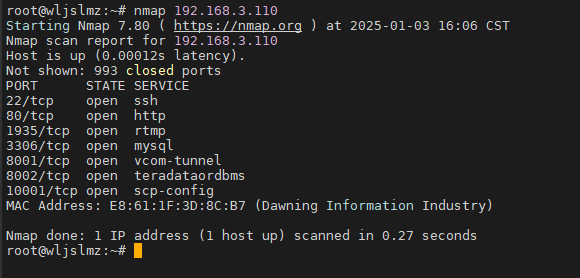 root@wljslmz:~# nmap 192.168.3.110
Starting Nmap 7.80 ( https://nmap.org ) at 2025-01-03 16:06 CST
Nmap scan report for 192.168.3.110
Host is up (0.00012s latency).
Not shown: 993 closed ports
PORT      STATE SERVICE
22/tcp    open  ssh
80/tcp    open  http
1935/tcp  open  rtmp
3306/tcp  open  mysql
8001/tcp  open  vcom-tunnel
8002/tcp  open  teradataordbms
10001/tcp open  scp-config
MAC Address: E8:61:1F:3D:8C:B7 (Dawning Information Industry)
Nmap done: 1 IP address (1 host up) scanned in 0.27 seconds
root@wljslmz:~#